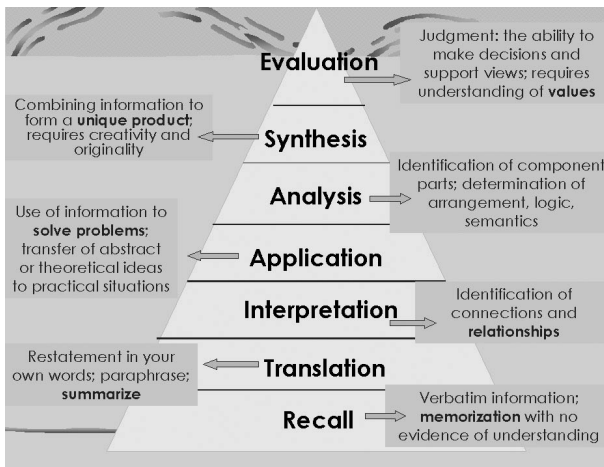 Evaluation
Judgment: the ability to
make decisions and
support views; requires
understanding of values
Combining information to
form a unique product;
requires creativity and
originality
Synthesis
Analysis
Identification of component
parts; determination of
arrangement, logic,
semantics
Use of information to
solve problems;
transfer of abstract
or theoretical ideas
to practical situations
Application
Interpretation
Identification of
connections and
relationships
Restatement in your
own words; paraphrase;
summarize
Translation
Recall
Verbatim information;
memorization with no
evidence of understanding